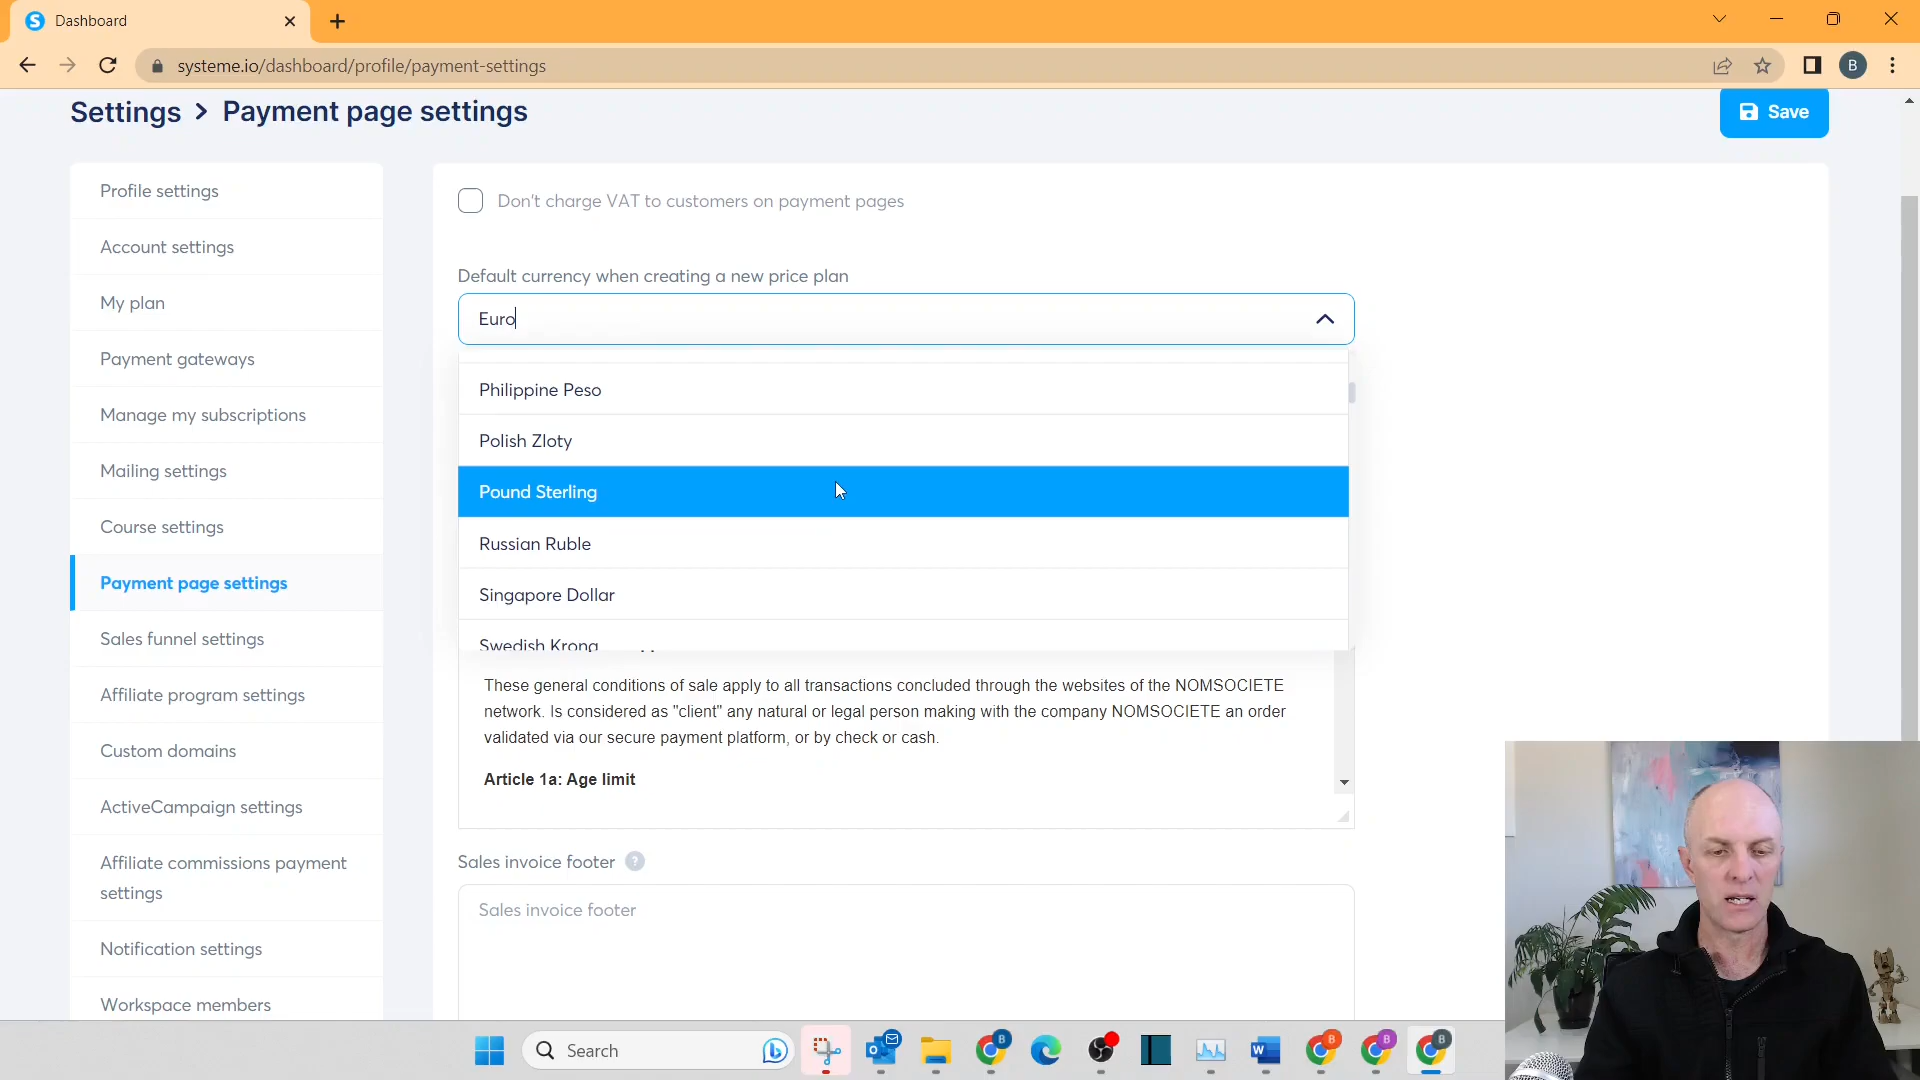 Dashboard
systeme.io/dashboard/profile/payment-settings
B
Settings > Payment page settings
Save
Profile settings
Account settings
My plan
Payment gateways
Manage my subscriptions
Mailing settings
Course settings
Payment page settings
Sales funnel settings
Affiliate program settings
Custom domains
ActiveCampaign settings
Affiliate commissions payment
settings
Notification settings
Workspace members
Don't charge VAT to customers on payment pages
Default currency when creating a new price plan
Euro
Philippine Peso
Polish Zloty
Pound Sterling
Russian Ruble
Singapore Dollar
Swedish Krona
These general conditions of sale apply to all transactions concluded through the websites of the NOMSOCIETE
network. Is considered as "client" any natural or legal person making with the company NOMSOCIETE an order
validated via our secure payment platform, or by check or cash.
Article 1a: Age limit
Sales invoice footer ?
Sales invoice footer
Search